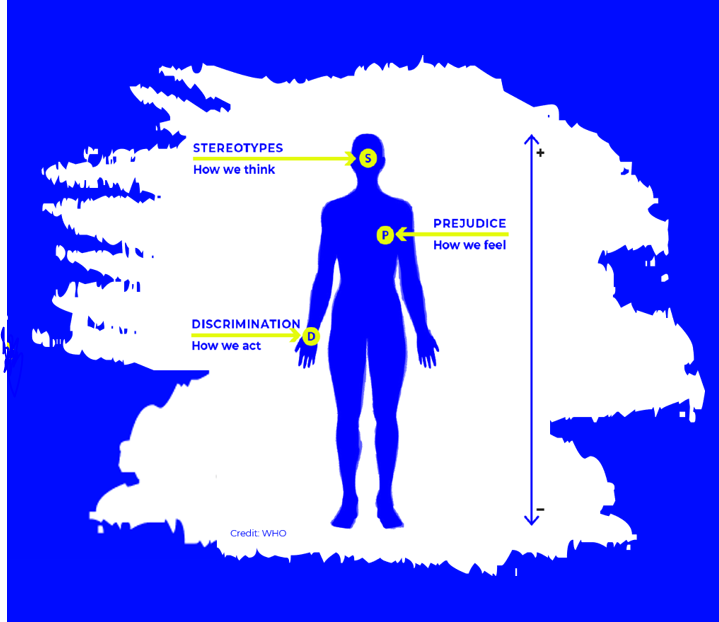 STEREOTYPES
How we think
S
PREJUDICE
P
How we feel
DISCRIMINATION
D
How we act
+
−
Credit: WHO